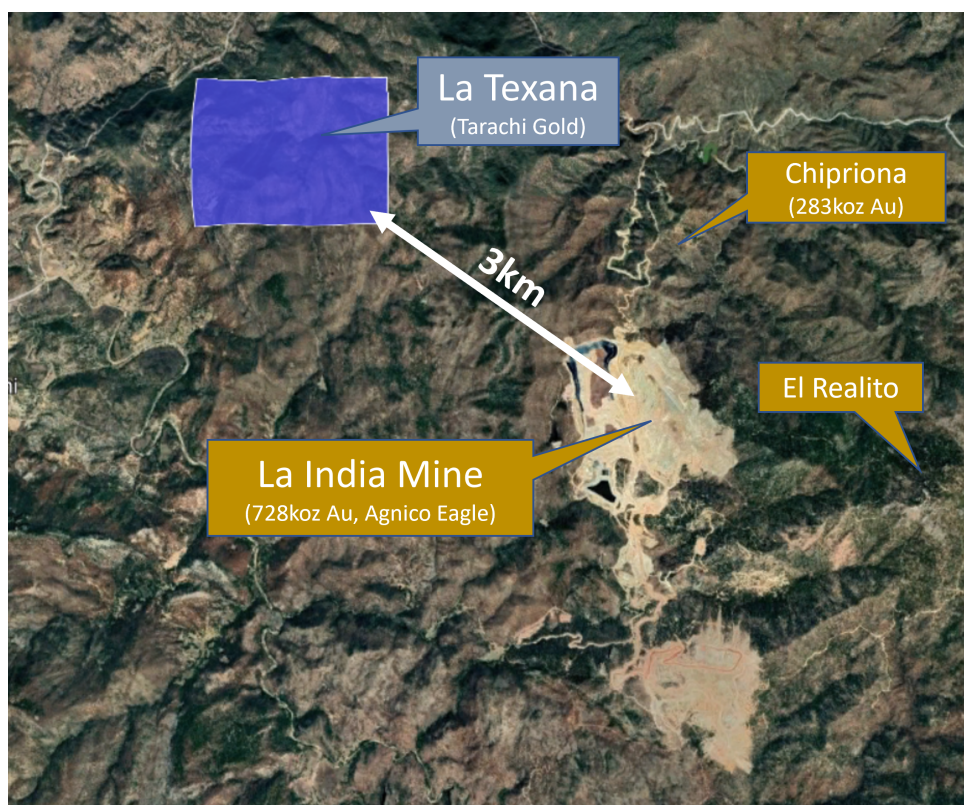 La Texana
(Tarachi Gold)
Chipriona
(283koz Au)
3km
El Realito
La India Mine
(728koz Au, Agnico Eagle)